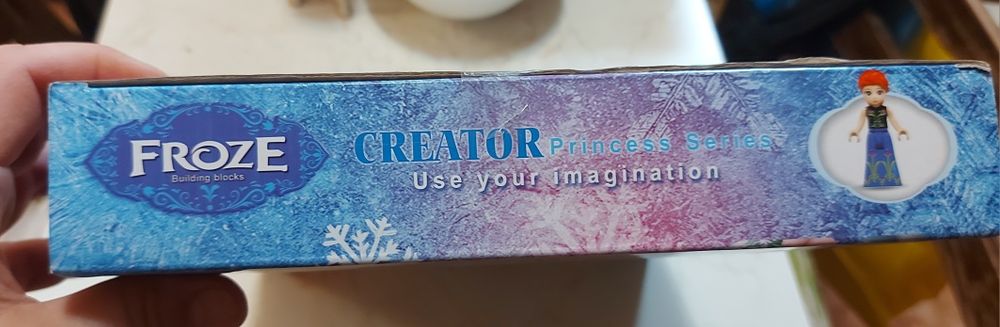 FROZE
Building blocks
CREATOR Princess Series
Use your imagination